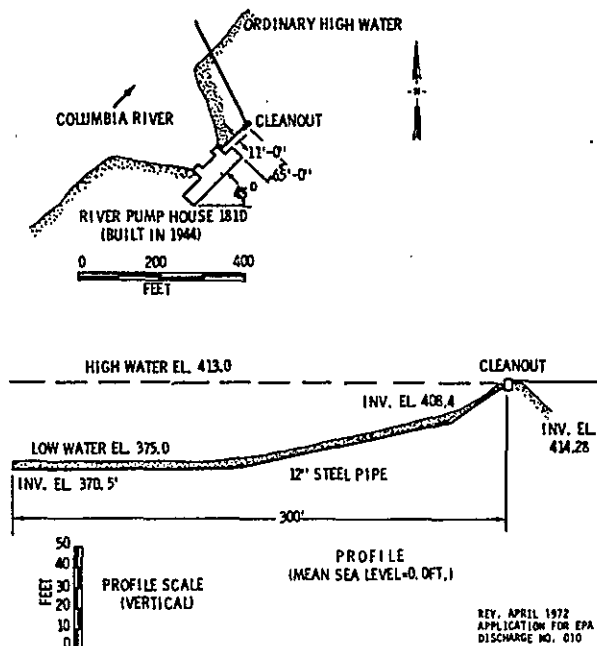 ORDINARY HIGH WATER
COLUMBIA RIVER
CLEANOUT
11'-0"
65'-0"
45°
RIVER PUMP HOUSE 181D
(BUILT IN 1944)
0 200 400
FEET
HIGH WATER EL. 413.0
CLEANOUT
INV. EL. 408.4
INV. EL.
414.28
LOW WATER EL. 375.0
INV. EL. 370.5'
12" STEEL PIPE
300'
50
40
30
20
10
0
FEET
PROFILE SCALE
(VERTICAL)
PROFILE
(MEAN SEA LEVEL=0.0FT.)
REV. APRIL 1972
APPLICATION FOR EPA
DISCHARGE NO. 010